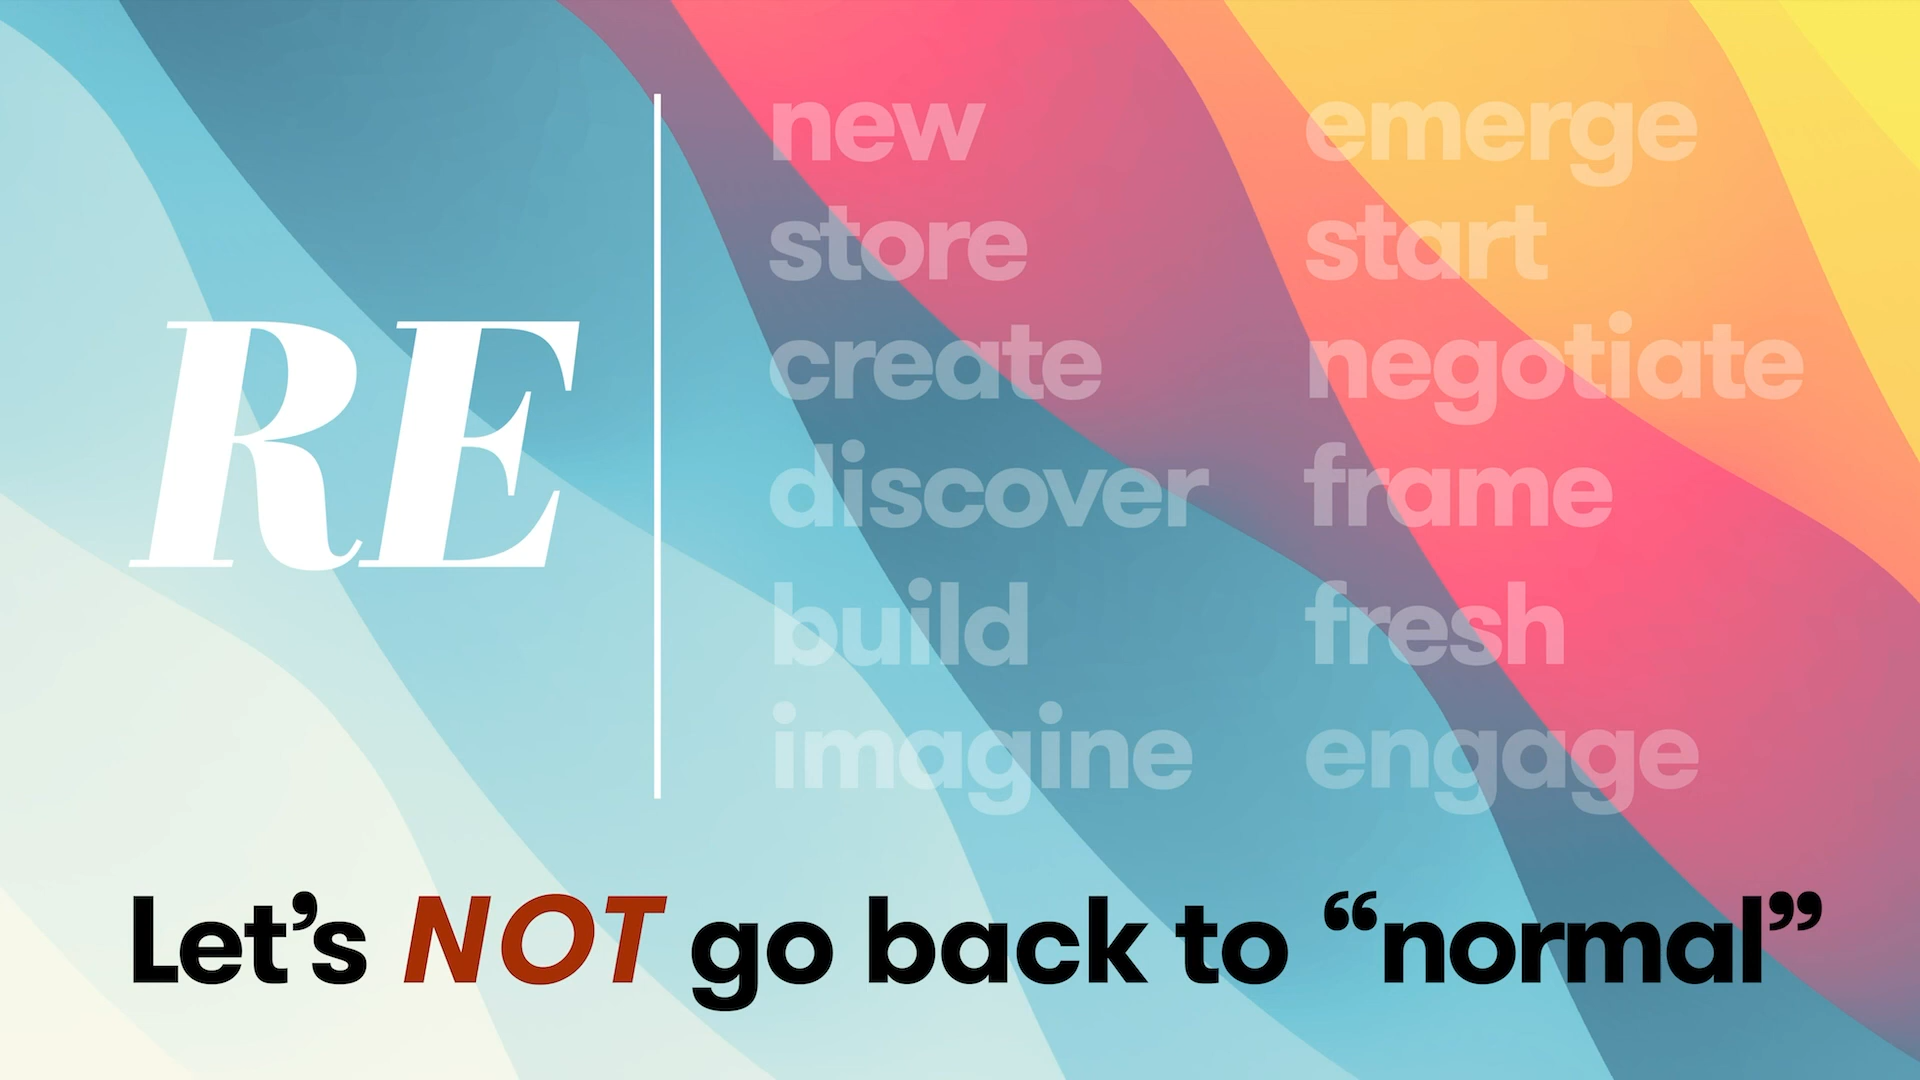 RE
new
store
create
discover
build
imagine
emerge
start
negotiate
frame
fresh
engage
Let’s NOT go back to “normal”